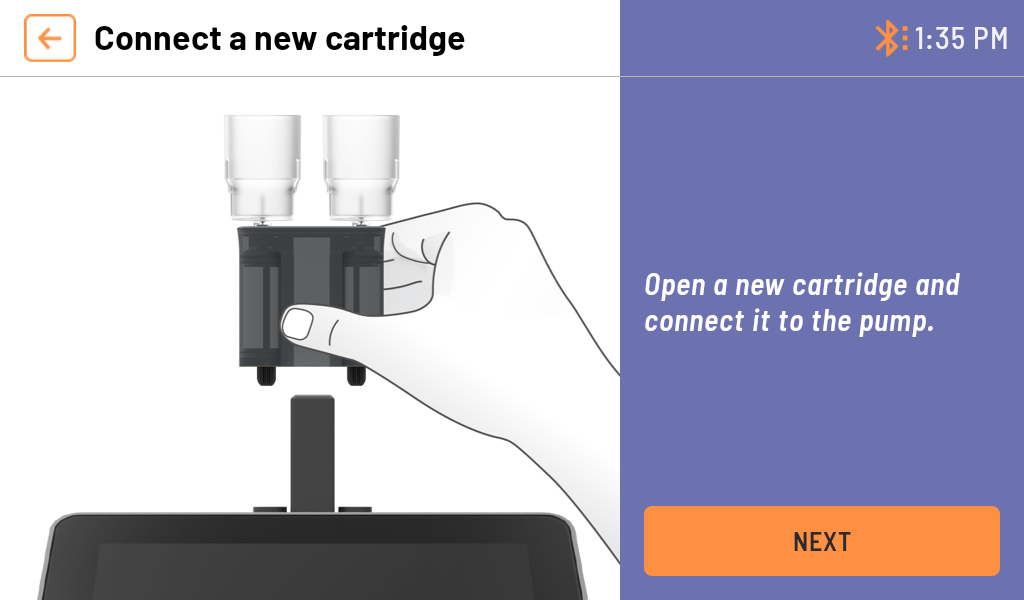 Connect a new cartridge
1:35 PM
Open a new cartridge and
connect it to the pump.
NEXT